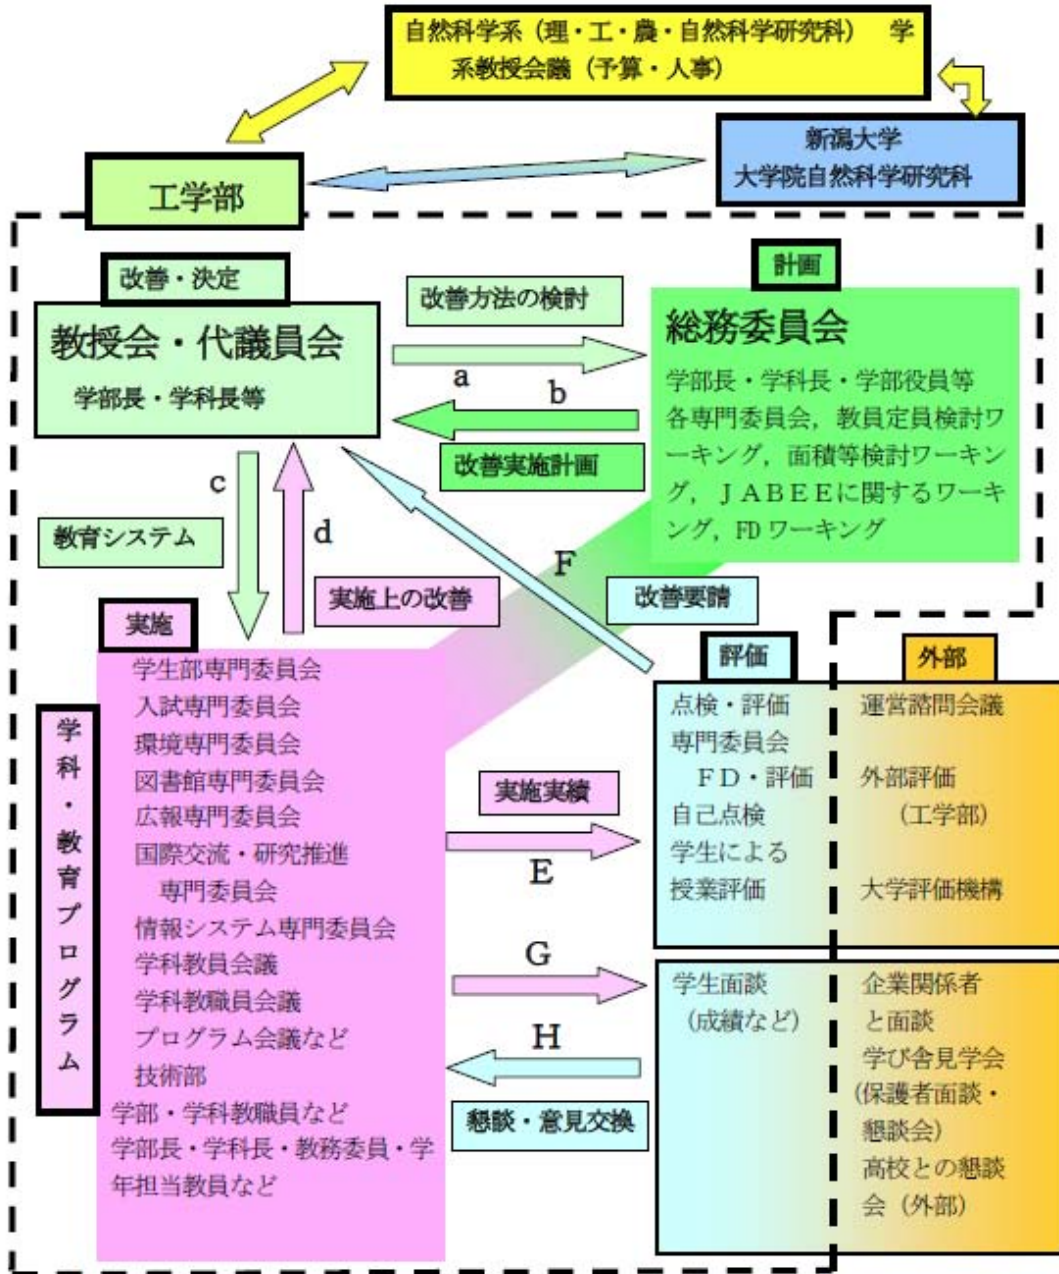 自然科学系（理・工・農・自然科学研究科）　学
系教授会議（予算・人事）
新潟大学
大学院自然科学研究科
工学部
改善・決定
教授会・代議員会
学部長・学科長等
改善方法の検討
a
b
改善実施計画
計画
総務委員会
学部長・学科長・学部役員等
各専門委員会，教員定員検討ワ
ーキング，面積等検討ワーキン
グ，ＪＡＢＥＥに関するワーキ
ング，FD ワーキング
c
教育システム
d
実施上の改善
F
改善要請
実施
学科・教育プログラム
学生部専門委員会
入試専門委員会
環境専門委員会
図書館専門委員会
広報専門委員会
国際交流・研究推進
専門委員会
情報システム専門委員会
学科教員会議
学科教職員会議
プログラム会議など
技術部
学部・学科教職員など
学部長・学科長・教務委員・学
年担当教員など
実施実績
E
G
H
懇談・意見交換
評価
点検・評価
専門委員会
ＦＤ・評価
自己点検
学生による
授業評価
外部
運営諮問会議
外部評価
（工学部）
大学評価機構
学生面談
（成績など）
企業関係者
と面談
学び舎見学会
（保護者面談・
懇談会）
高校との懇談
会（外部）